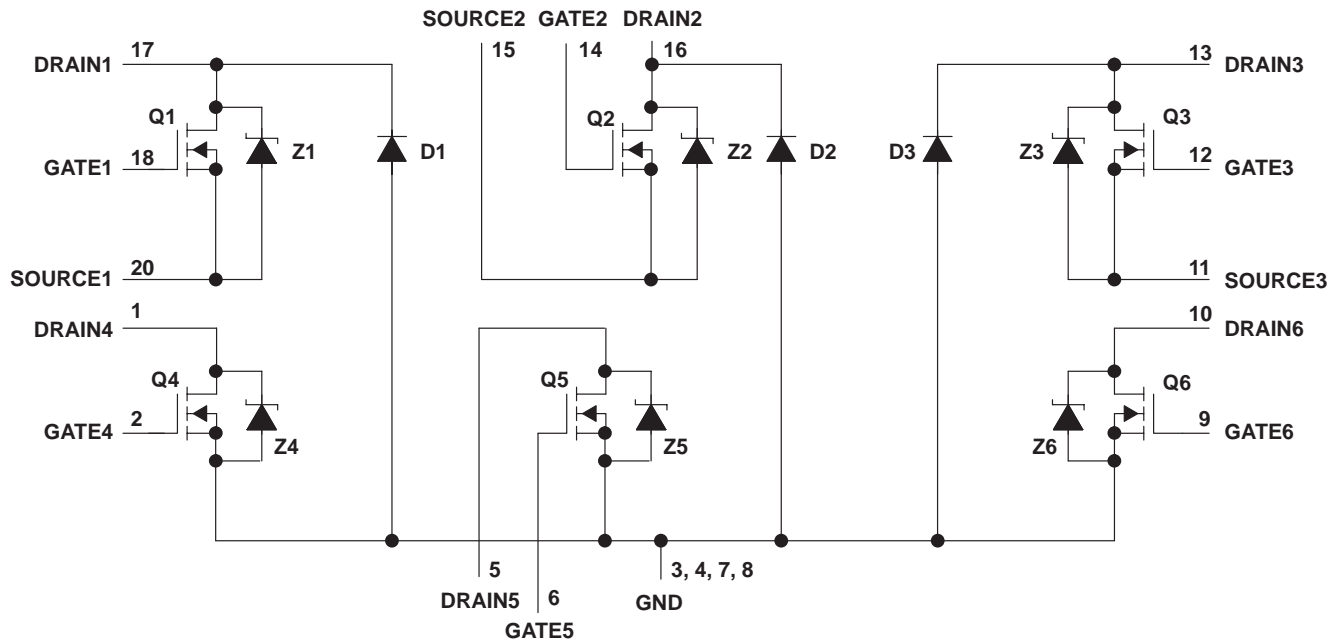 SOURCE2 GATE2 DRAIN2
15 14 16
DRAIN1 17
13 DRAIN3
Q1
Q2
Q3
Z1
D1
Z2
D2
D3
Z3
GATE1 18
12 GATE3
SOURCE1 20
11 SOURCE3
DRAIN4 1
10 DRAIN6
Q4
Q5
Q6
GATE4 2
Z4
Z5
Z6
9 GATE6
5
DRAIN5
6
GATE5
3, 4, 7, 8
GND